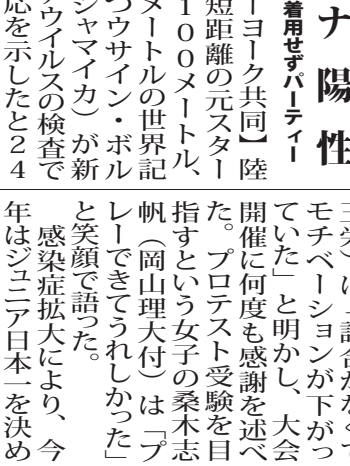 ナ陽性
着用せずパーティー
ーヨーク共同】陸
短距離の元スター
１００メートル、
メートルの世界記
つウサイン・ボル
ジャマイカ）が新
ウイルスの検査で
応を示したと２４
モチベーションが下がっ
ていた」と明かし、大会
開催に何度も感謝を述べ
た。プロテスト受験を目
指すという女子の桑木志
帆（岡山理大付）は「プ
レーできてうれしかった」
と笑顔で語った。
　感染症拡大により、今
年はジュニア日本一を決め